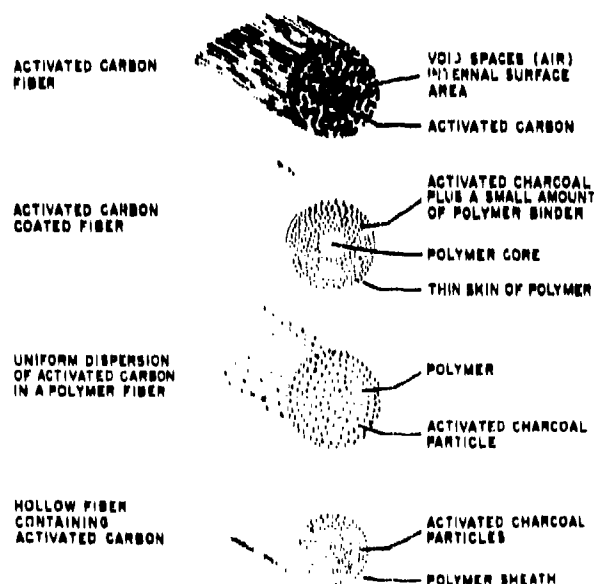 ACTIVATED CARBON
FIBER
VOID SPACES (AIR)
INTERNAL SURFACE
AREA
ACTIVATED CARBON
ACTIVATED CARBON
COATED FIBER
ACTIVATED CHARCOAL
PLUS A SMALL AMOUNT
OF POLYMER BINDER
POLYMER CORE
THIN SKIN OF POLYMER
UNIFORM DISPERSION
OF ACTIVATED CARBON
IN A POLYMER FIBER
POLYMER
ACTIVATED CHARCOAL
PARTICLE
HOLLOW FIBER
CONTAINING
ACTIVATED CARBON
ACTIVATED CHARCOAL
PARTICLES
POLYMER SHEATH